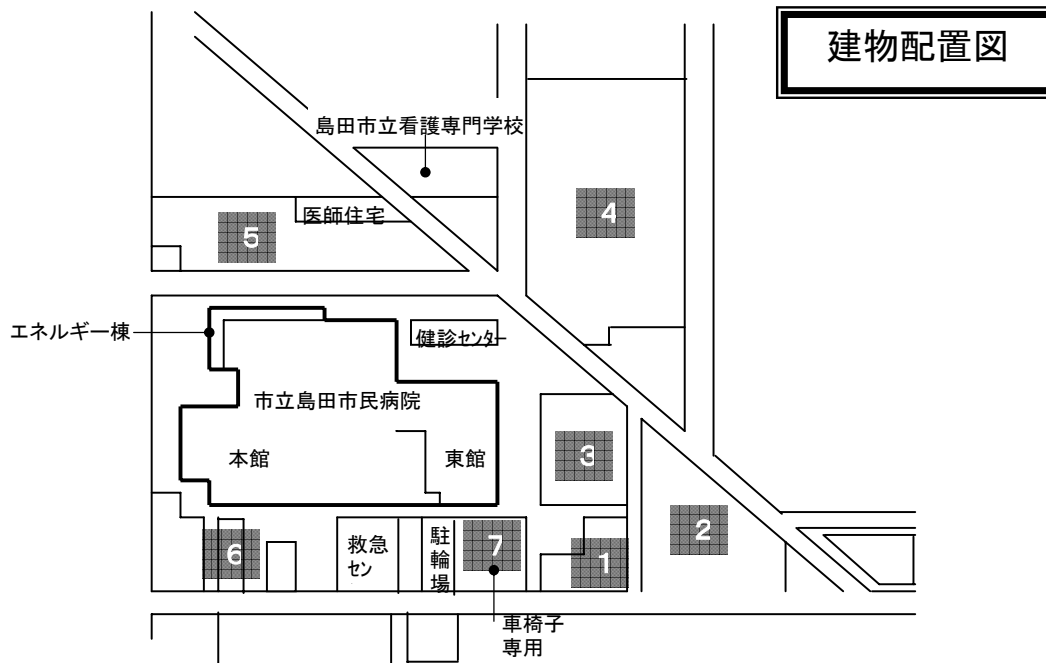 建物配置図
島田市立看護専門学校
4
医師住宅
5
エネルギー棟
健診センター
市立島田市民病院
本館
東館
3
2
6
救急
セン
駐輪場
7
1
車椅子
専用